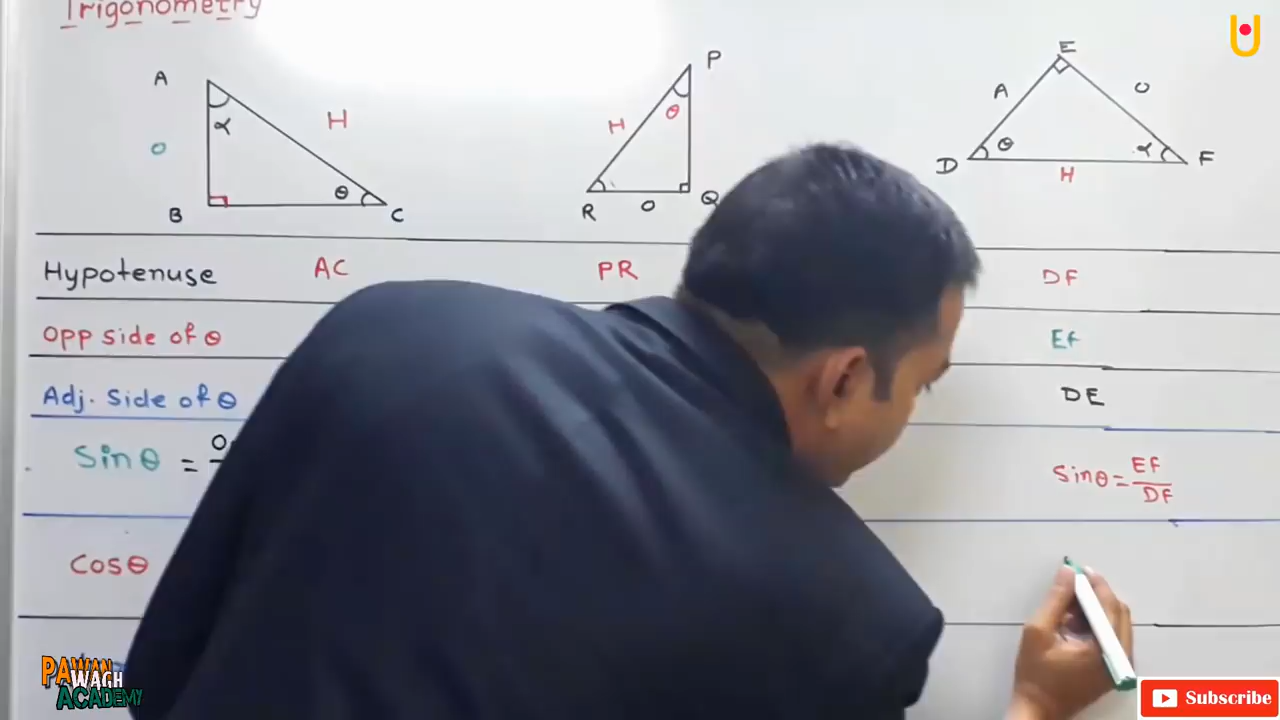 Trigonometry
A
α
O
H
θ
B
C
P
H
θ
R
O
Q
E
A
O
D
θ
α
F
H
Hypotenuse AC PR DF
Opp side of θ Ef
Adj. Side of θ DE
Sinθ = Sinθ = Ef
DF
Cosθ
PAWAN
WAGH
ACADEMY
Subscribe